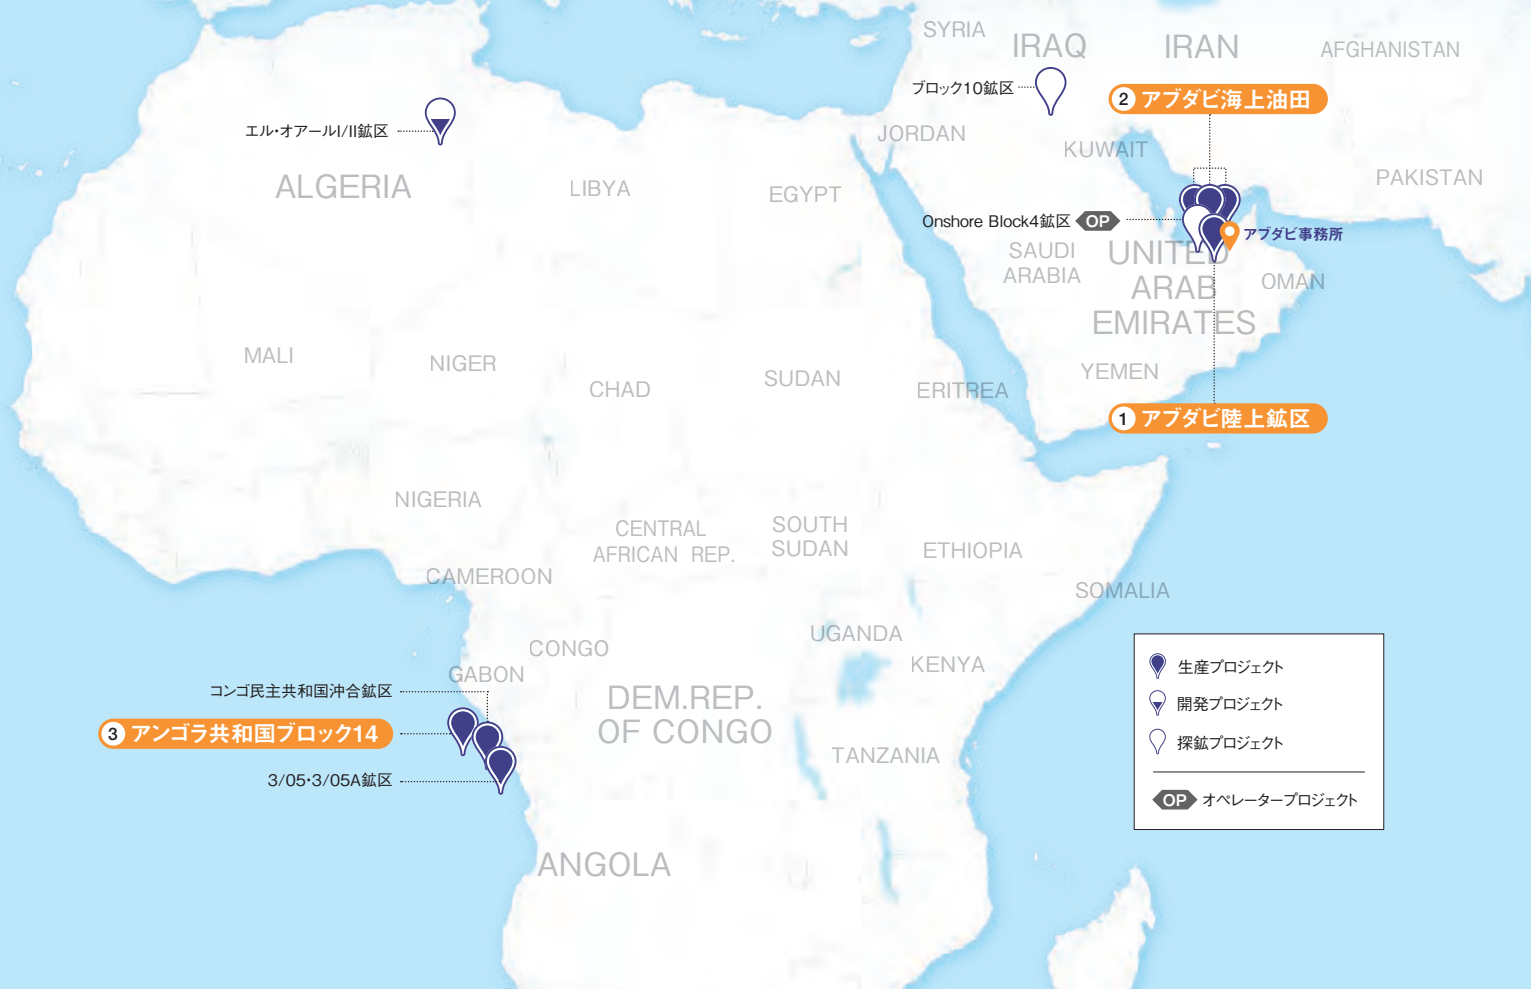 SYRIA
IRAQ
IRAN
AFGHANISTAN
ブロック10鉱区
2 アブダビ海上油田
エル・オアールI/II鉱区
JORDAN
KUWAIT
ALGERIA
LIBYA
EGYPT
PAKISTAN
Onshore Block4鉱区 OP
アブダビ事務所
SAUDI
ARABIA
UNITED
ARAB
EMIRATES
OMAN
MALI
NIGER
CHAD
SUDAN
ERITREA
YEMEN
1 アブダビ陸上鉱区
NIGERIA
CENTRAL
AFRICAN REP.
SOUTH
SUDAN
ETHIOPIA
CAMEROON
SOMALIA
UGANDA
CONGO
KENYA
GABON
コンゴ民主共和国沖合鉱区
DEM.REP.
OF CONGO
3 アンゴラ共和国ブロック14
TANZANIA
3/05・3/05A鉱区
ANGOLA
生産プロジェクト
開発プロジェクト
探鉱プロジェクト
OP オペレータープロジェクト